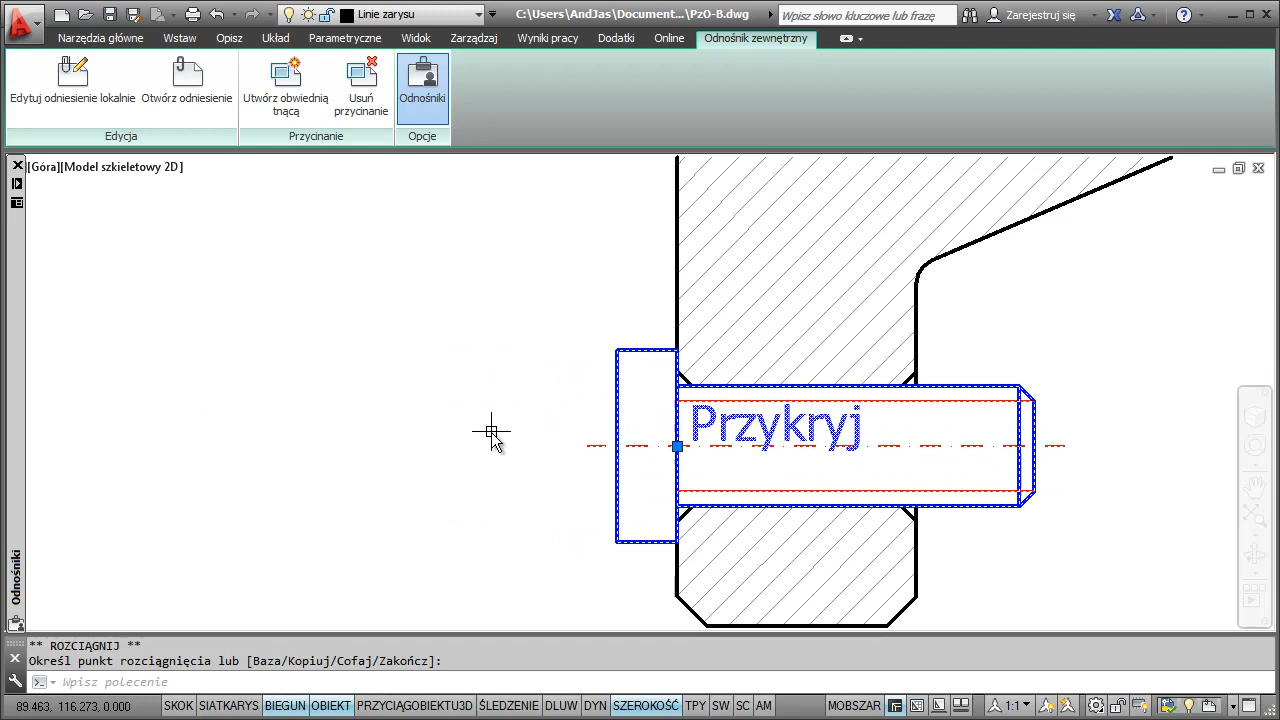 Linie zarysu
C:\Users\AndJas\Document...\PzO-B.dwg
Wpisz słowo kluczowe lub frazę
Zarejestruj się
Narzędzia główne Wstaw Opisz Układ Parametryczne Widok Zarządzaj Wyniki pracy Dodatki Online Odnośnik zewnętrzny
Edytuj odniesienie lokalnie Otwórz odniesienie Utwórz obwiednią tnącą Usuń przycinanie Odnośniki
Edycja Przycinanie Opcje
[Góra][Model szkieletowy 2D]
Przykryj
Odnośniki
** ROZCIĄGNIJ **
Określ punkt rozciągnięcia lub [Baza/Kopiuj/Cofaj/Zakończ]:
Wpisz polecenie
89.463, 116.273, 0.000 SKOK SIATKARYS BIEGUN OBIEKT PRZYCIĄGOBIEKTU3D ŚLEDZENIE DLUW DYN SZEROKOŚĆ TPY SW SC AM MOBSZAR 1:1